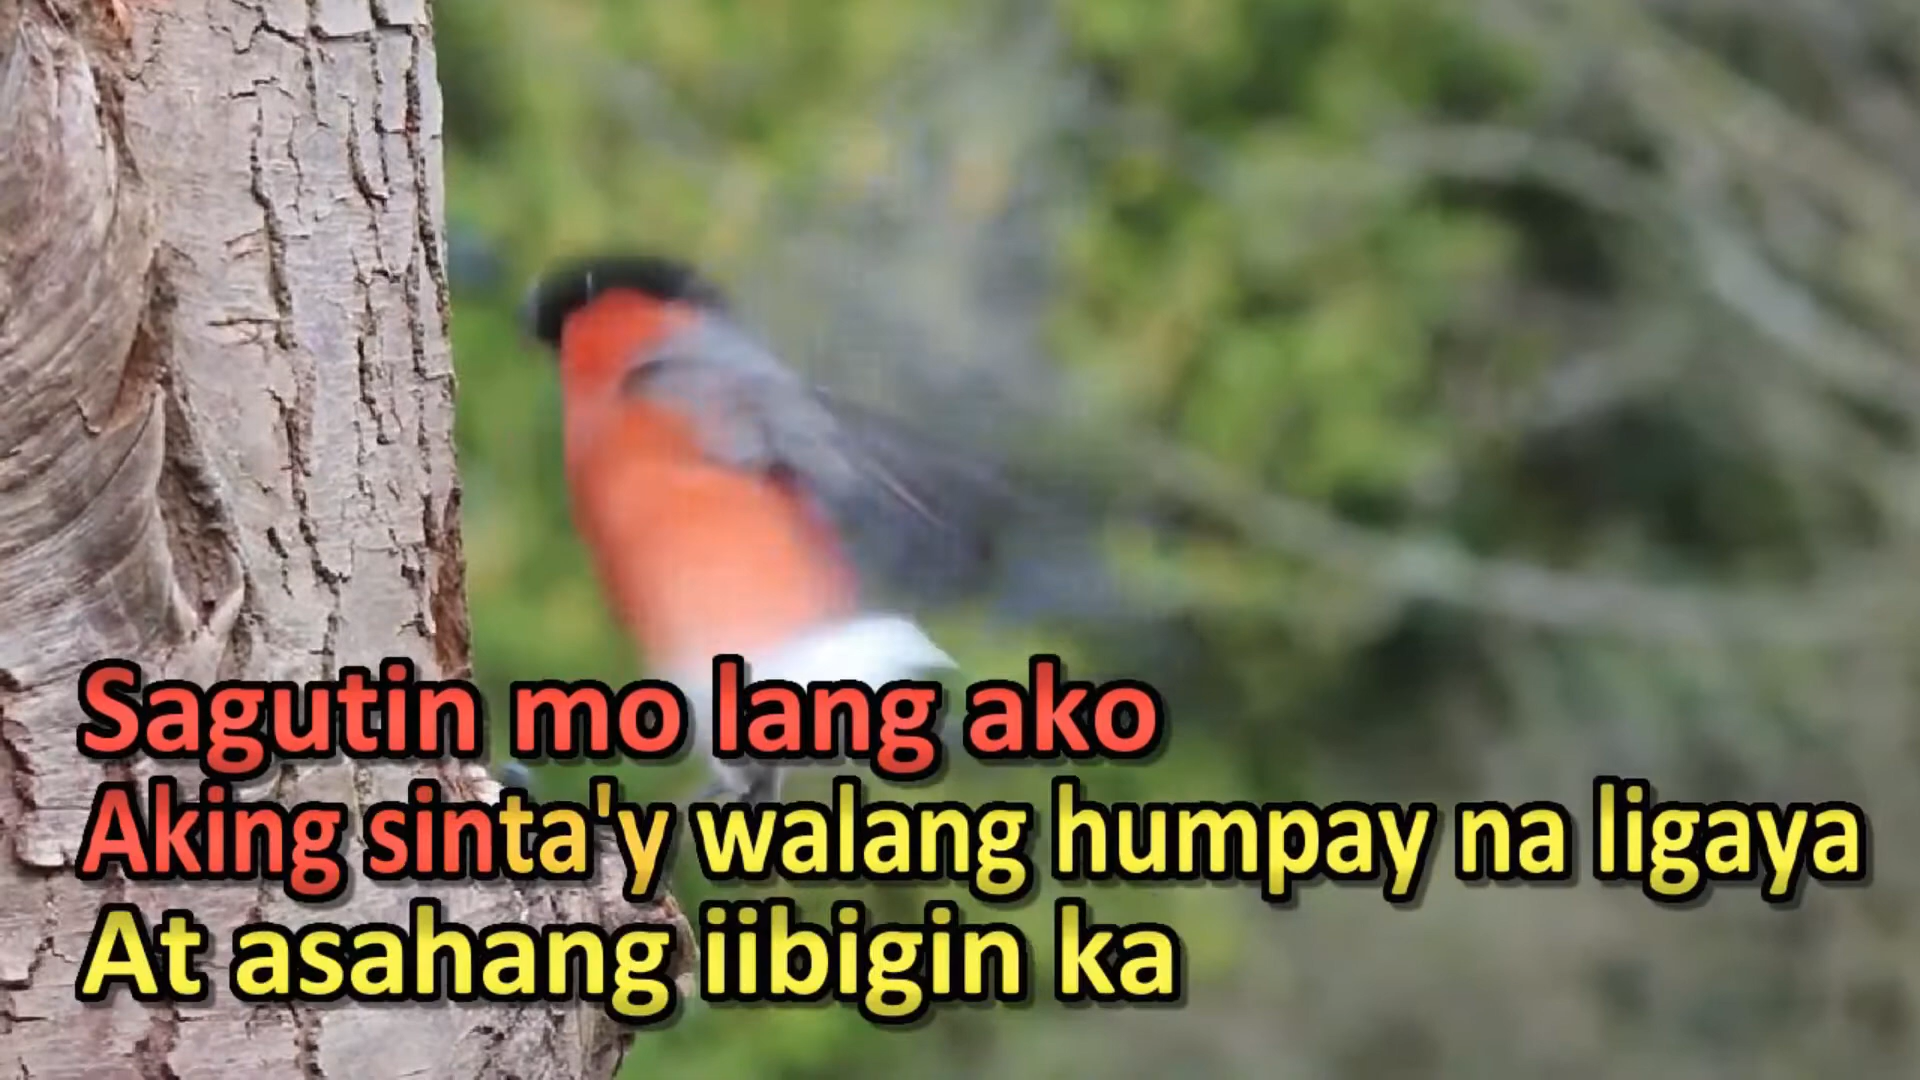 Sagutin mo lang ako
Aking sinta'y walang humpay na ligaya
At asahang iibigin ka